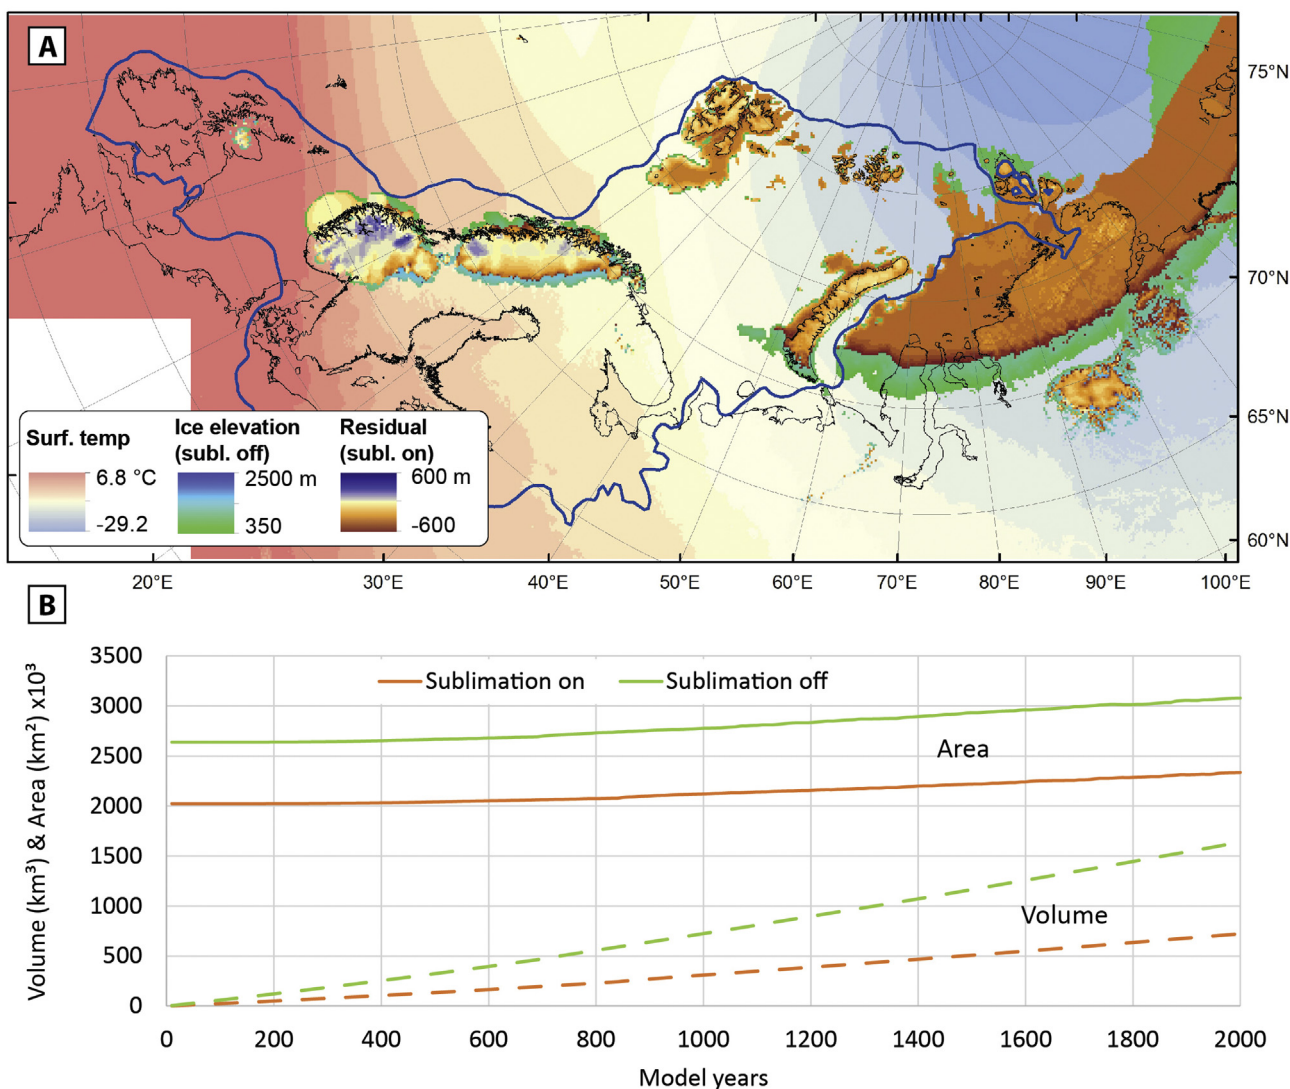 A
75°N
70°N
65°N
60°N
Surf. temp
6.8 °C
-29.2
Ice elevation
(subl. off)
2500 m
350
Residual
(subl. on)
600 m
-600
20°E 30°E 40°E 50°E 60°E 70°E 80°E 90°E 100°E
B
Volume (km³) & Area (km²) x10³
3500
3000
2500
2000
1500
1000
500
0
Sublimation on Sublimation off
Area
Volume
0 200 400 600 800 1000 1200 1400 1600 1800 2000
Model years